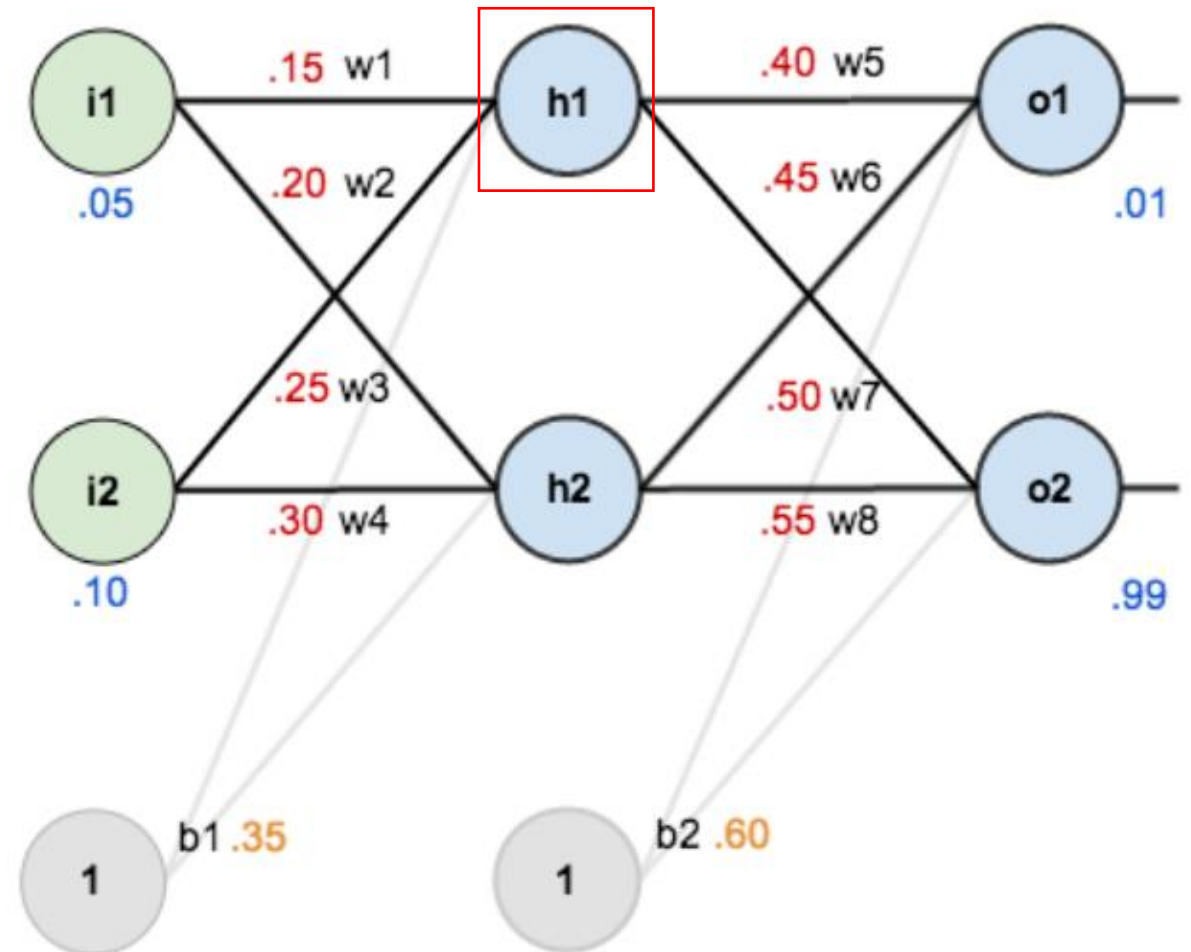 .15 w1
.40 w5
i1
h1
o1
.20 w2
.45 w6
.05
.01
.25 w3
.50 w7
i2
h2
o2
.30 w4
.55 w8
.10
.99
b1 .35
b2 .60
1
1